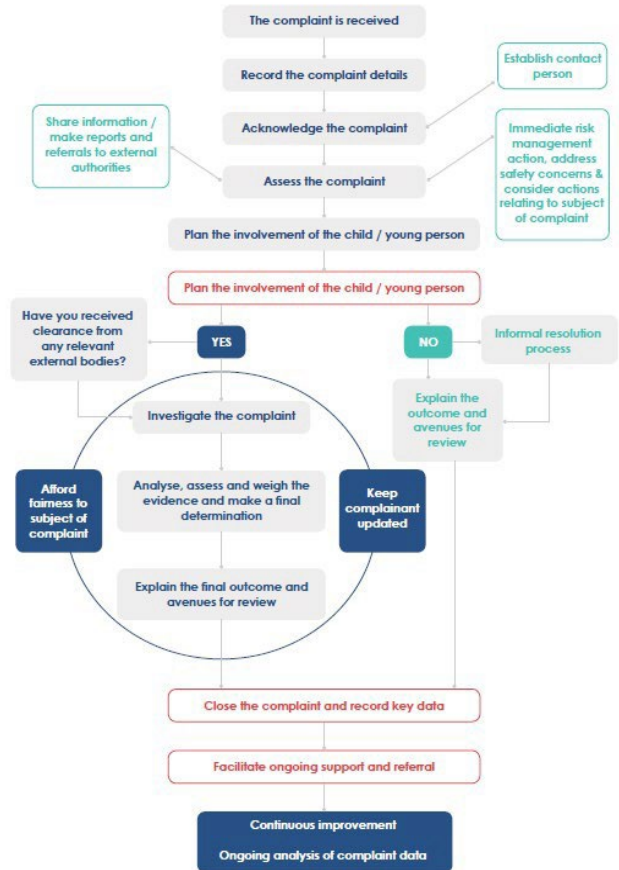 The complaint is received
Record the complaint details
Establish contact
person
Acknowledge the complaint
Share information /
make reports and
referrals to external
authorities
Immediate risk
management
action, address
safety concerns &
consider actions
relating to subject
of complaint
Assess the complaint
Plan the involvement of the child / young person
Plan the involvement of the child / young person
Have you received
clearance from
any relevant
external bodies?
YES
NO
Informal resolution
process
Investigate the complaint
Explain the
outcome and
avenues for
review
Afford
fairness to
subject of
complaint
Analyse, assess and weigh the
evidence and make a final
determination
Keep
complainant
updated
Explain the final outcome and
avenues for review
Close the complaint and record key data
Facilitate ongoing support and referral
Continuous improvement
Ongoing analysis of complaint data